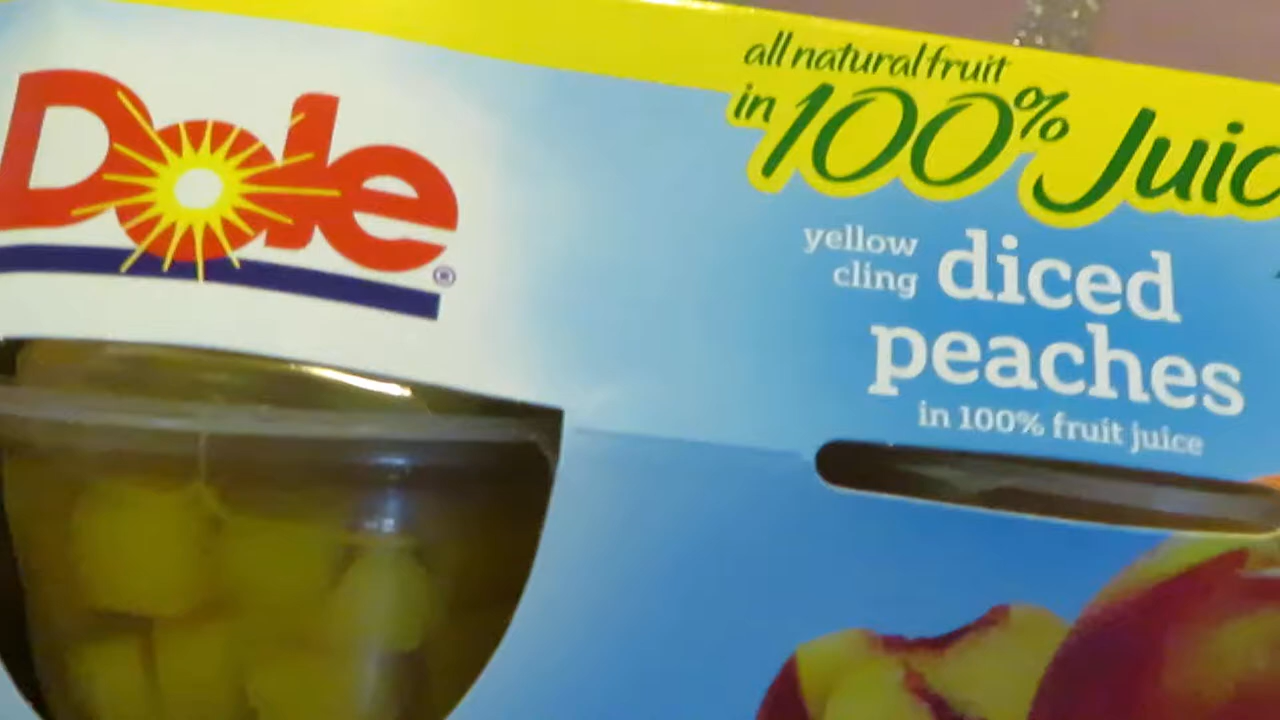 Dole®
all natural fruit
in 100% Juic
yellow
cling
diced
peaches
in 100% fruit juice